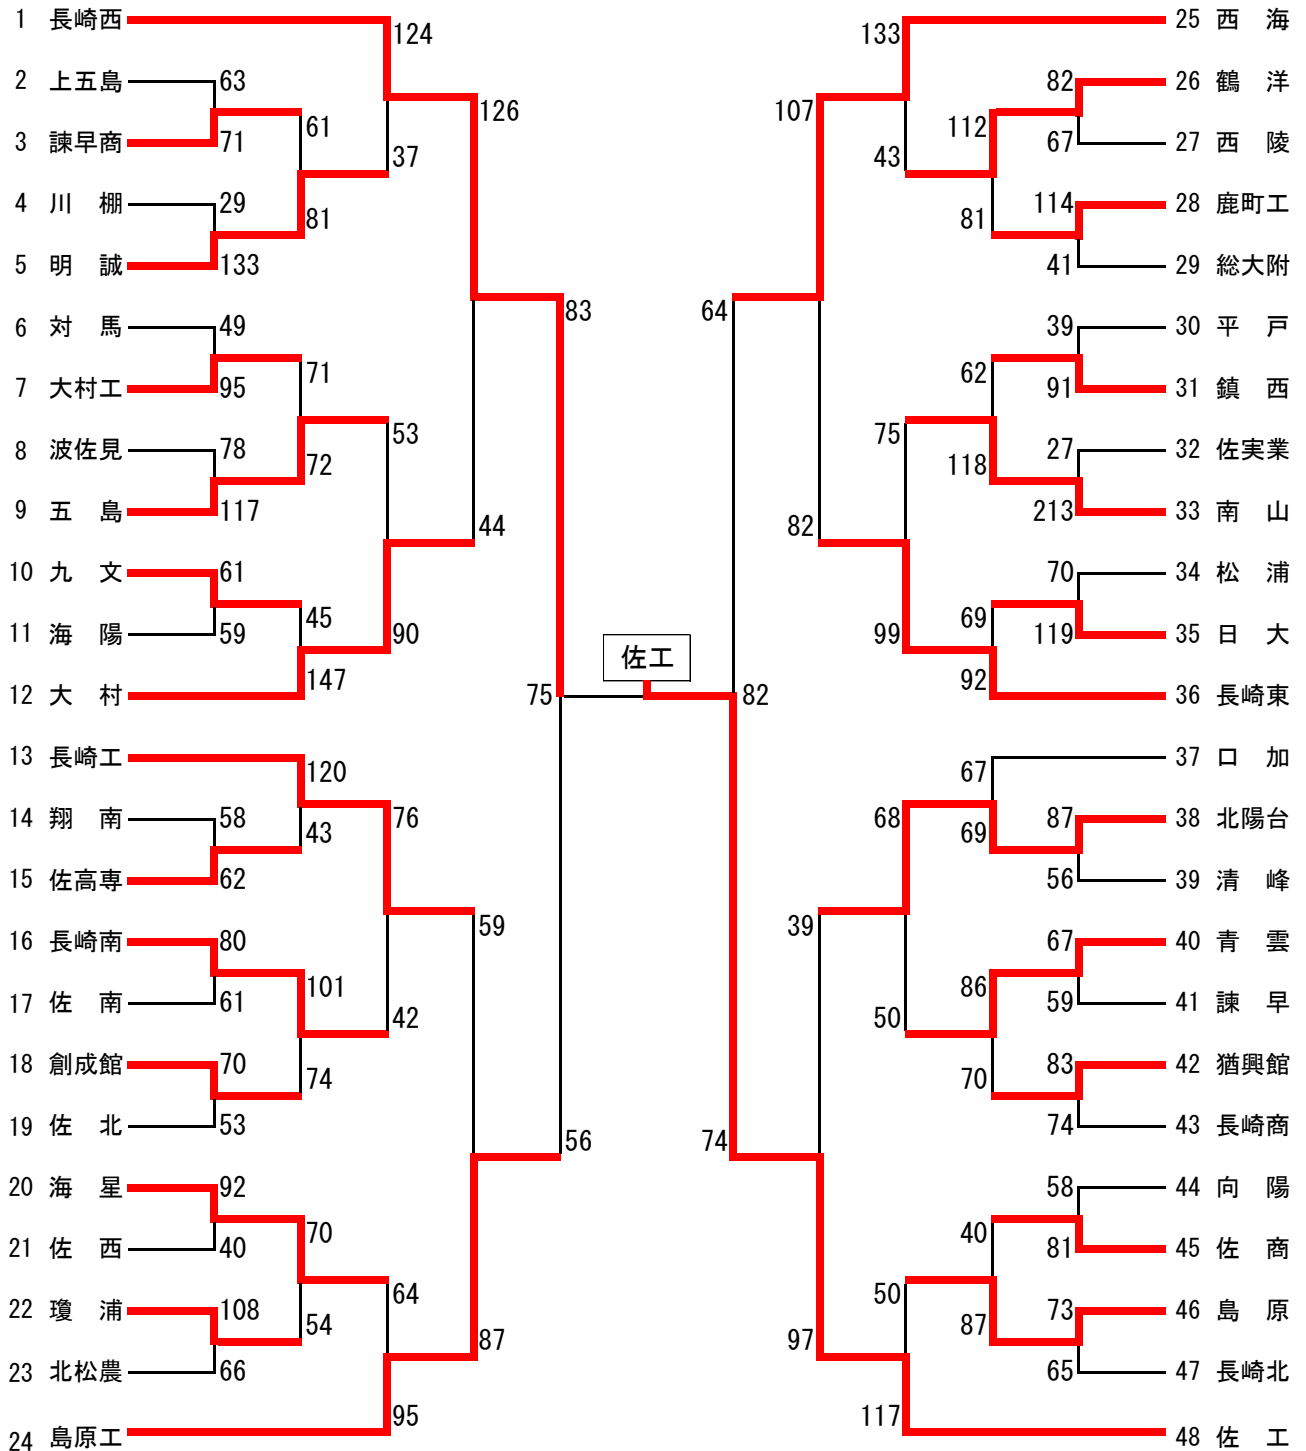 1 長崎西
124
2 上五島
63
61
3 諫早商
71
126
37
4 川 棚
29
81
5 明 誠
133
6 対 馬
49
71
7 大村工
95
83
53
8 波佐見
78
72
9 五 島
117
44
10 九 文
61
45
11 海 陽
59
90
12 大 村
147
75
13 長崎工
120
14 翔 南
58
43
76
15 佐高専
62
59
16 長崎南
80
101
17 佐 南
61
42
18 創成館
70
74
19 佐 北
53
56
20 海 星
92
70
21 佐 西
40
64
22 瓊 浦
108
54
87
23 北松農
66
95
24 島原工
佐工
133
25 西 海
107
82
26 鶴 洋
112
67
27 西 陵
43
114
28 鹿町工
81
41
29 総大附
64
39
30 平 戸
62
91
31 鎮 西
75
27
32 佐実業
118
213
33 南 山
82
70
34 松 浦
69
119
35 日 大
99
92
36 長崎東
82
67
37 口 加
68
87
38 北陽台
69
56
39 清 峰
39
67
40 青 雲
86
59
41 諫 早
50
83
42 猶興館
70
74
43 長崎商
74
58
44 向 陽
40
81
45 佐 商
50
73
46 島 原
87
65
47 長崎北
97
117
48 佐 工